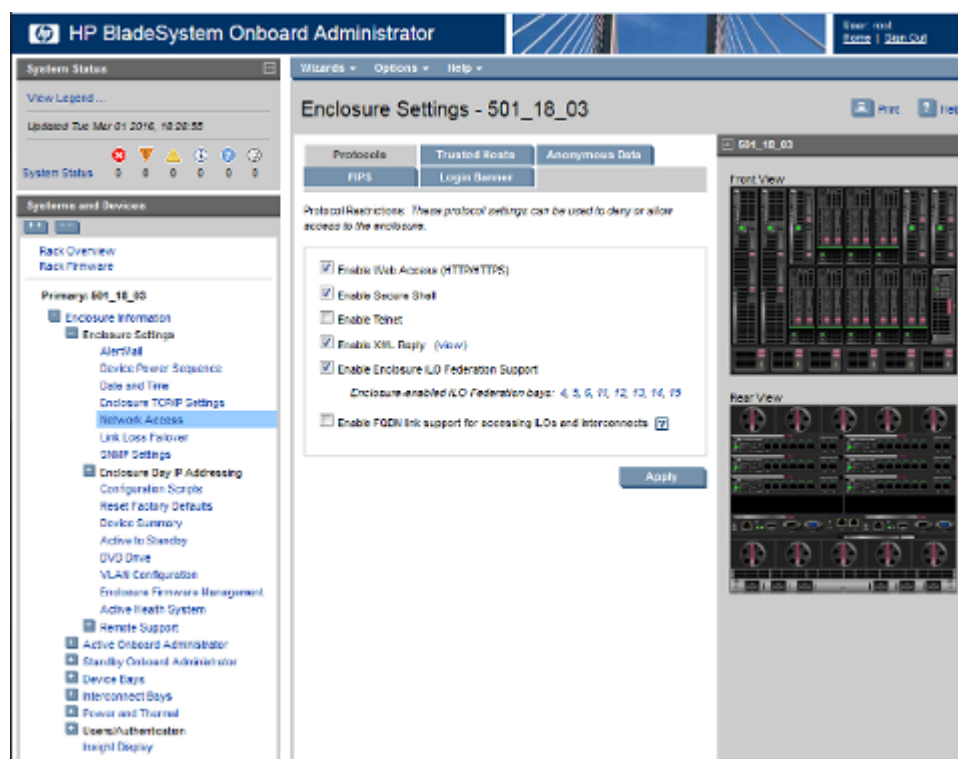 HP BladeSystem Onboard Administrator
User: root
Home | Sign Out
System Status
Wizards Options Help
View Legend...
Updated Tue Mar 01 2016, 18:28:55
System Status 0 0 0 0 0 0
Systems and Devices
Rack Overview
Rack Firmware
Primary: 501_18_03
Enclosure Information
Enclosure Settings
AlertMail
Device Power Sequence
Date and Time
Enclosure TCP/IP Settings
Network Access
Link Loss Failover
SNMP Settings
Enclosure Bay IP Addressing
Configuration Scripts
Reset Factory Defaults
Device Summary
Active to Standby
DVD Drive
VLAN Configuration
Enclosure Firmware Management
Active Health System
Remote Support
Active Onboard Administrator
Standby Onboard Administrator
Device Bays
Interconnect Bays
Power and Thermal
Users/Authentication
Insight Display
Enclosure Settings - 501_18_03
Print Help
Protocols Trusted Hosts Anonymous Data
FIPS Login Banner
Protocol Restrictions: These protocol settings can be used to deny or allow
access to the enclosure.
Enable Web Access (HTTP/HTTPS)
Enable Secure Shell
Enable Telnet
Enable XML Reply (view)
Enable Enclosure iLO Federation Support
Enclosure-enabled iLO Federation bays: 4, 5, 6, 11, 12, 13, 14, 15
Enable FQDN link support for accessing iLOs and interconnects ?
Apply
501_18_03
Front View
Rear View